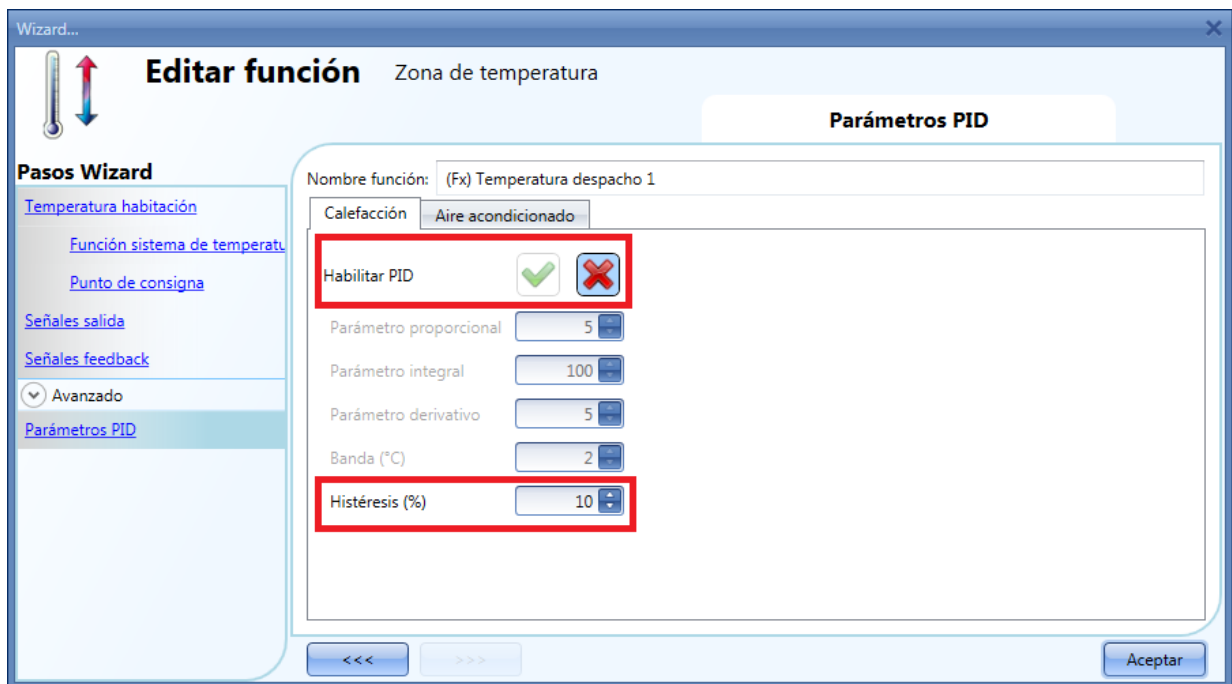 Wizard...
Editar función Zona de temperatura
Parámetros PID
Pasos Wizard
Temperatura habitación
Función sistema de temperatu
Punto de consigna
Señales salida
Señales feedback
Avanzado
Parámetros PID
Nombre función: (Fx) Temperatura despacho 1
Calefacción Aire acondicionado
Habilitar PID
Parámetro proporcional 5
Parámetro integral 100
Parámetro derivativo 5
Banda (°C) 2
Histéresis (%) 10
<<< >>> Aceptar